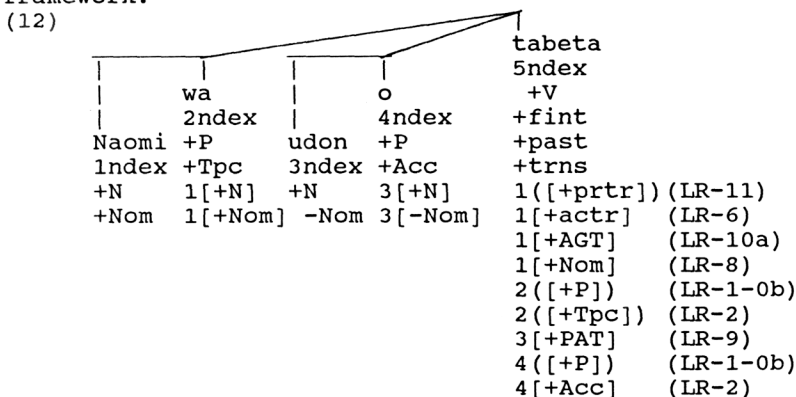 framework.
(12)
tabeta
5ndex
wa o +V
2ndex 4ndex +fint
Naomi +P udon +P +past
1ndex +Tpc 3ndex +Acc +trns
+N 1[+N] +N 3[+N] 1([+prtr]) (LR-11)
+Nom 1[+Nom] -Nom 3[-Nom] 1[+actr] (LR-6)
1[+AGT] (LR-10a)
1[+Nom] (LR-8)
2([+P]) (LR-1-0b)
2([+Tpc]) (LR-2)
3[+PAT] (LR-9)
4([+P]) (LR-1-0b)
4[+Acc] (LR-2)